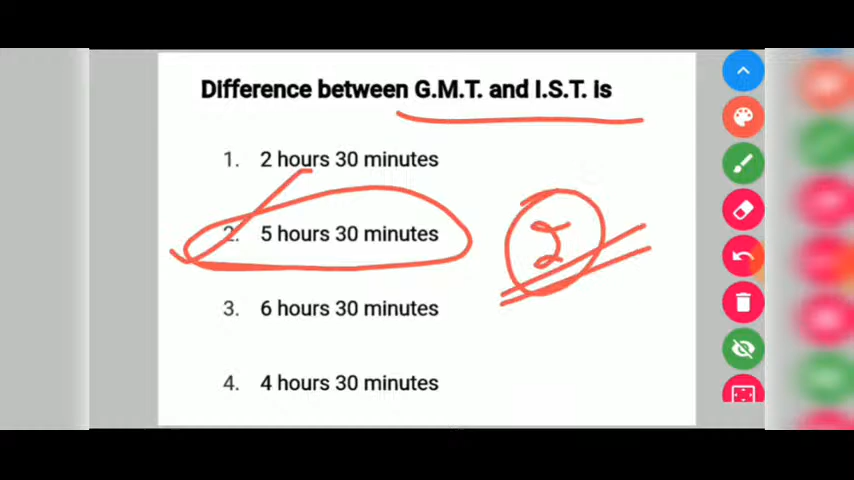 Difference between G.M.T. and I.S.T. is
1. 2 hours 30 minutes
2. 5 hours 30 minutes
2
3. 6 hours 30 minutes
4. 4 hours 30 minutes